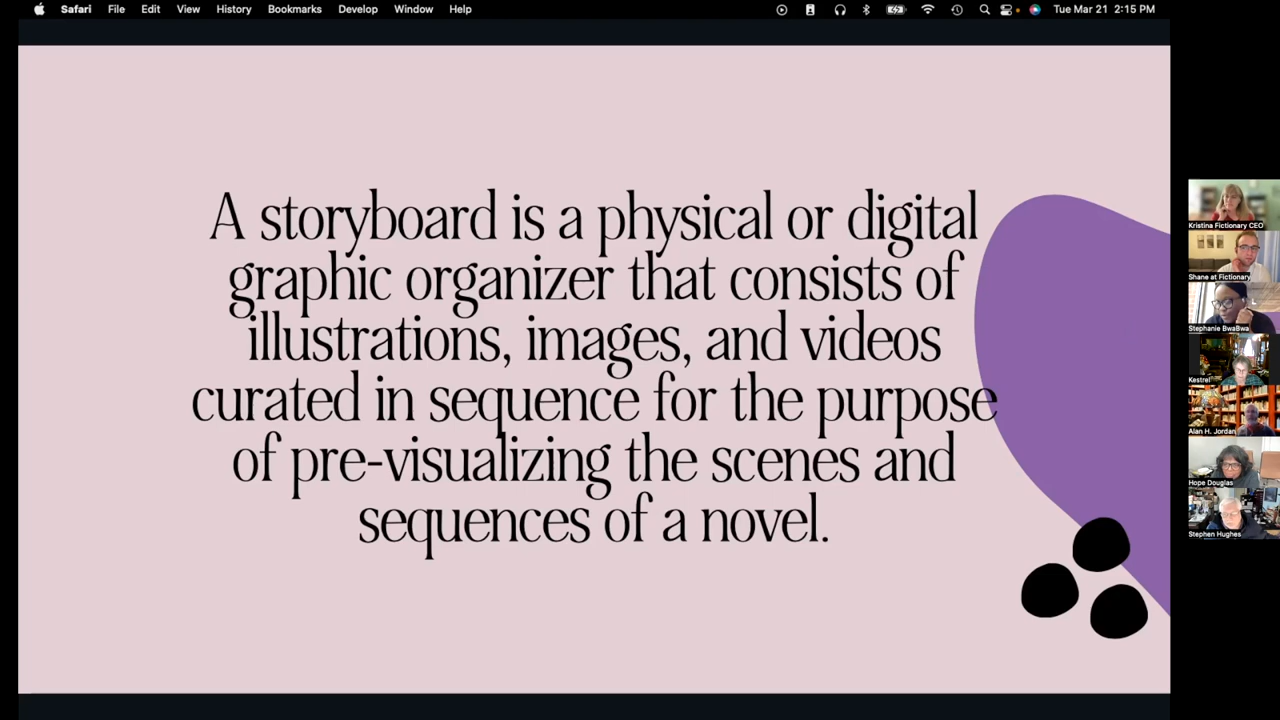 Safari File Edit View History Bookmarks Develop Window Help Tue Mar 21 2:15 PM
A storyboard is a physical or digital
graphic organizer that consists of
illustrations, images, and videos
curated in sequence for the purpose
of pre-visualizing the scenes and
sequences of a novel.
Kristina Fictionary CEO
Shane at Fictionary
Stephanie BwaBwa
Kestrel
Alan H. Jordan
Hope Douglas
Stephen Hughes